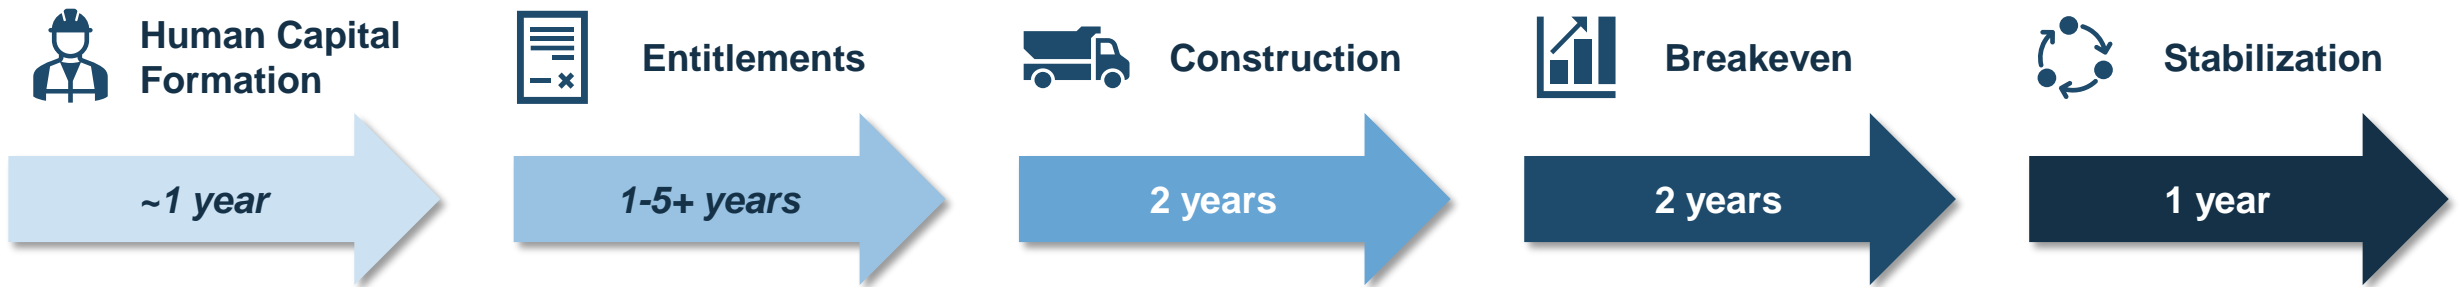 Human Capital
Formation
Entitlements
Construction
Breakeven
Stabilization
~1 year
1-5+ years
2 years
2 years
1 year